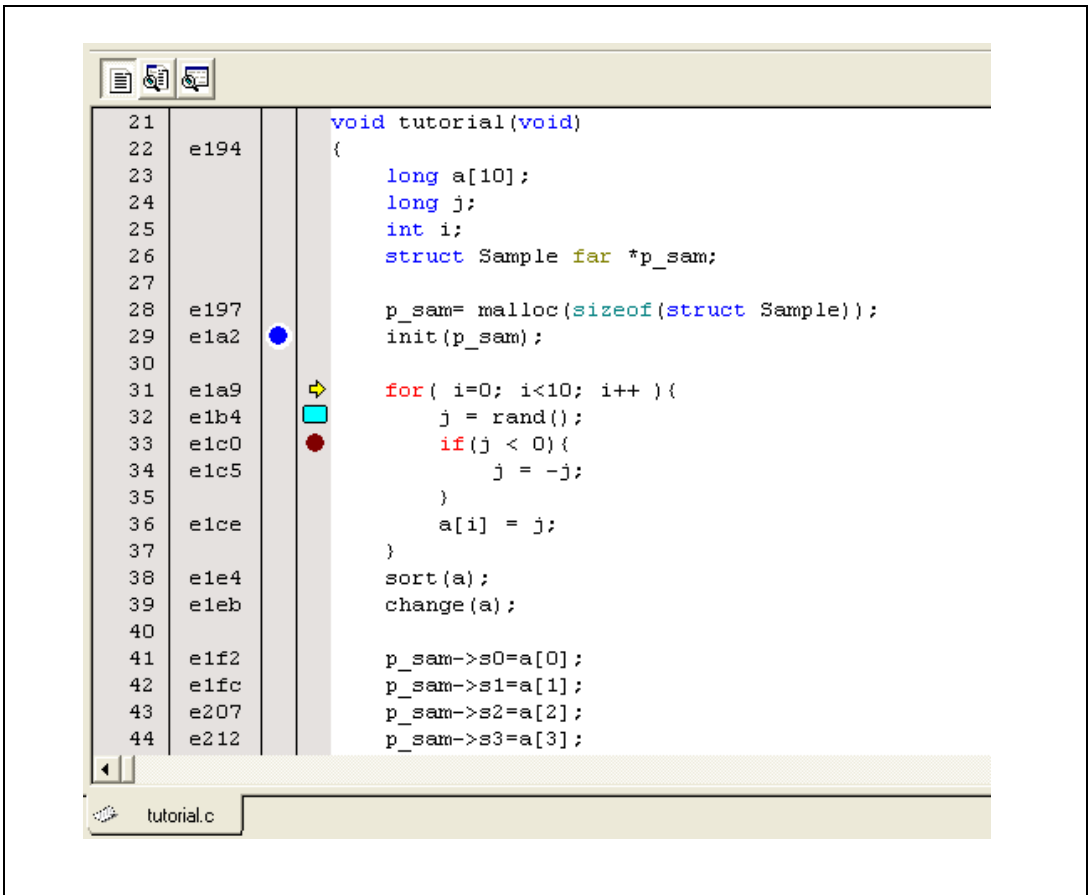 21 void tutorial(void)
22 e194 {
23 long a[10];
24 long j;
25 int i;
26 struct Sample far *p_sam;
27
28 e197 p_sam= malloc(sizeof(struct Sample));
29 e1a2 init(p_sam);
30
31 e1a9 for( i=0; i<10; i++ ){
32 e1b4 j = rand();
33 e1c0 if(j < 0){
34 e1c5 j = -j;
35 }
36 e1ce a[i] = j;
37 }
38 e1e4 sort(a);
39 e1eb change(a);
40
41 e1f2 p_sam->s0=a[0];
42 e1fc p_sam->s1=a[1];
43 e207 p_sam->s2=a[2];
44 e212 p_sam->s3=a[3];
tutorial.c